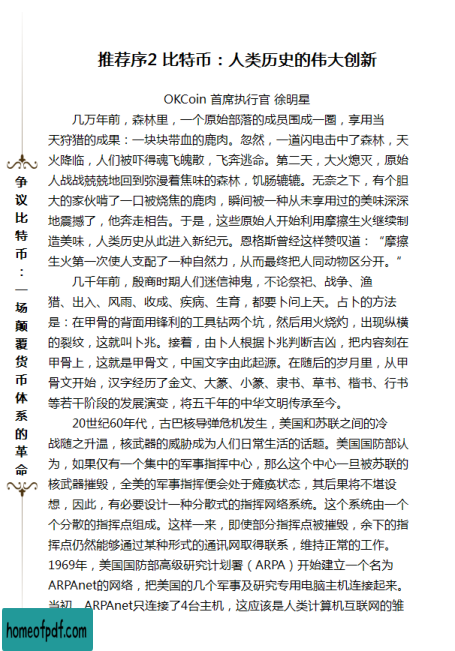 推荐序2 比特币：人类历史的伟大创新
OKCoin 首席执行官 徐明星
几万年前，森林里，一个原始部落的成员围成一圈，享用当
天狩猎的成果：一块块带血的鹿肉。忽然，一道闪电击中了森林，天
火降临，人们被吓得魂飞魄散，飞奔逃命。第二天，大火熄灭，原始
人战战兢兢地回到弥漫着焦味的森林，饥肠辘辘。无奈之下，有个胆
大的家伙啃了一口被烧焦的鹿肉，瞬间被一种从未享用过的美味深深
地震撼了，他奔走相告。于是，这些原始人开始利用摩擦生火继续制
造美味，人类历史从此进入新纪元。恩格斯曾经这样赞叹道：“摩擦
生火第一次使人支配了一种自然力，从而最终把人同动物区分开。”
几千年前，殷商时期人们迷信神鬼，不论祭祀、战争、渔
猎、出入、风雨、收成、疾病、生育，都要卜问上天。占卜的方法
是：在甲骨的背面用锋利的工具钻两个坑，然后用火烧灼，出现纵横
的裂纹，这就叫卜兆。接着，由卜人根据卜兆判断吉凶，把内容刻在
甲骨上，这就是甲骨文，中国文字由此起源。在随后的岁月里，从甲
骨文开始，汉字经历了金文、大篆、小篆、隶书、草书、楷书、行书
等若干阶段的发展演变，将五千年的中华文明传承至今。
20世纪60年代，古巴核导弹危机发生，美国和苏联之间的冷
战随之升温，核武器的威胁成为人们日常生活的话题。美国国防部认
为，如果仅有一个集中的军事指挥中心，那么这个中心一旦被苏联的
核武器摧毁，全美的军事指挥便会处于瘫痪状态，其后果将不堪设
想，因此，有必要设计一种分散式的指挥网络系统。这个系统由一个
个分散的指挥点组成。这样一来，即使部分指挥点被摧毁，余下的指
挥点仍然能够通过某种形式的通讯网取得联系，维持正常的工作。
1969年，美国国防部高级研究计划署（ARPA）开始建立一个名为
ARPAnet的网络，把美国的几个军事及研究专用电脑主机连接起来。
当初，ARPAnet只连接了4台主机，这应该是人类计算机互联网的雏
争议比特币：一场颠覆货币体系的革命
homeofpdf.com